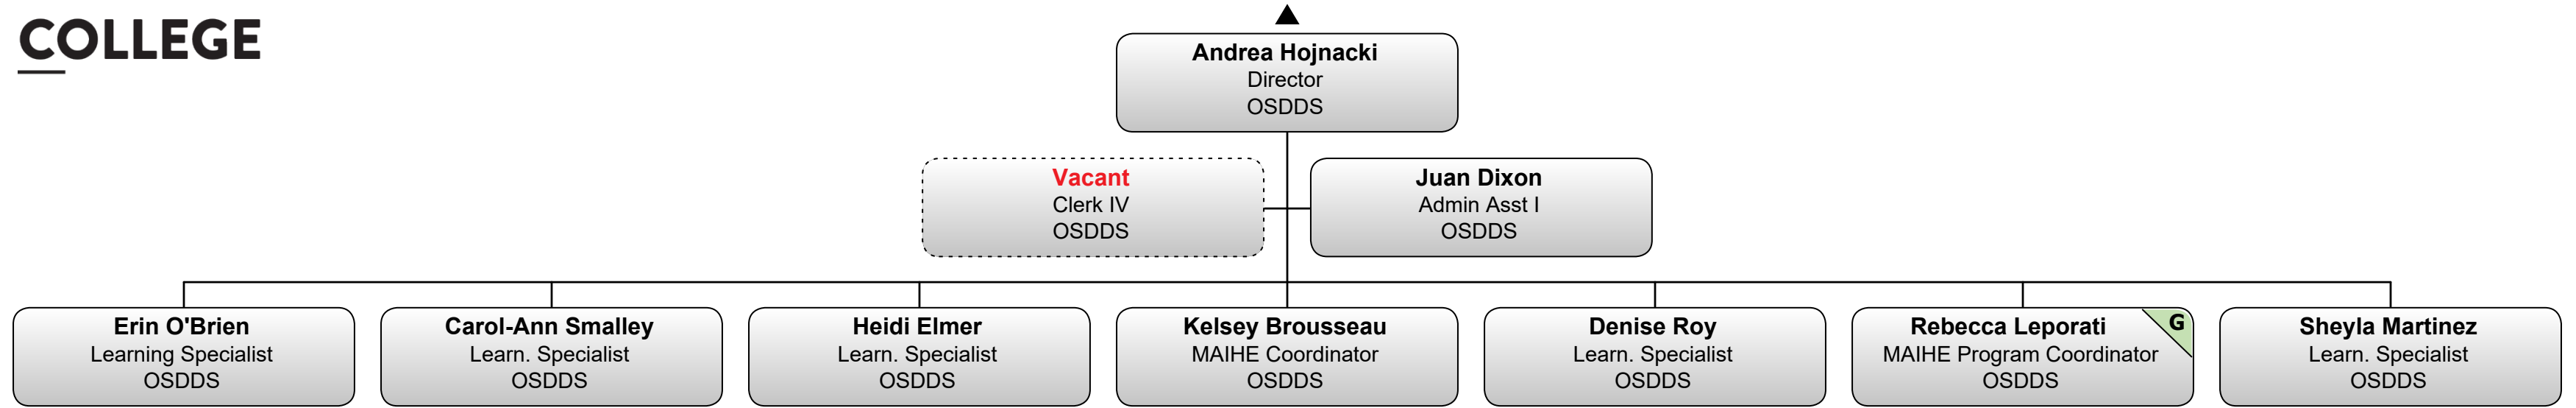 COLLEGE
Andrea Hojnacki
Director
OSDDS
Vacant
Clerk IV
OSDDS
Juan Dixon
Admin Asst I
OSDDS
Erin O'Brien
Learning Specialist
OSDDS
Carol-Ann Smalley
Learn. Specialist
OSDDS
Heidi Elmer
Learn. Specialist
OSDDS
Kelsey Brousseau
MAIHE Coordinator
OSDDS
Denise Roy
Learn. Specialist
OSDDS
Rebecca Leporati
MAIHE Program Coordinator
OSDDS
G
Sheyla Martinez
Learn. Specialist
OSDDS